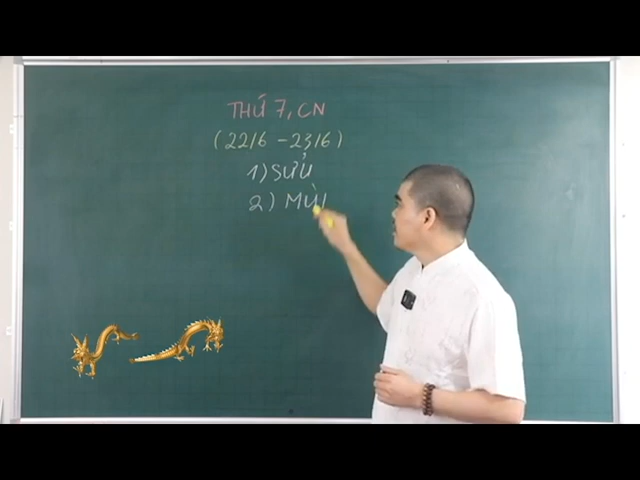 THỨ 7, CN
(22/6 - 23/6)
1) SỬU
2) MÙI